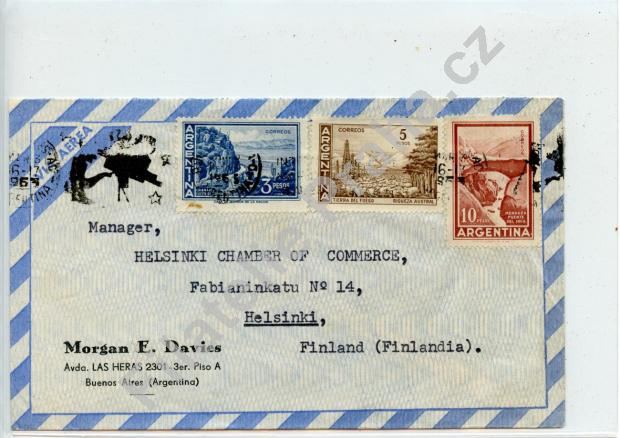 VIA AEREA
ARGENTINA
CORREOS
3 PESOS
ARGENTINA
CORREOS
5
PESOS
TIERRA DEL FUEGO RIQUEZA AUSTRAL
10
PESOS
MENDOZA
PUENTE
DEL INCA
ARGENTINA
Manager,
HELSINKI CHAMBER OF COMMERCE,
Fabianinkatu Nº 14,
Helsinki,
Finland (Finlandia).
Morgan E. Davies
Avda. LAS HERAS 2301 - 3er. Piso A
Buenos Aires (Argentina)